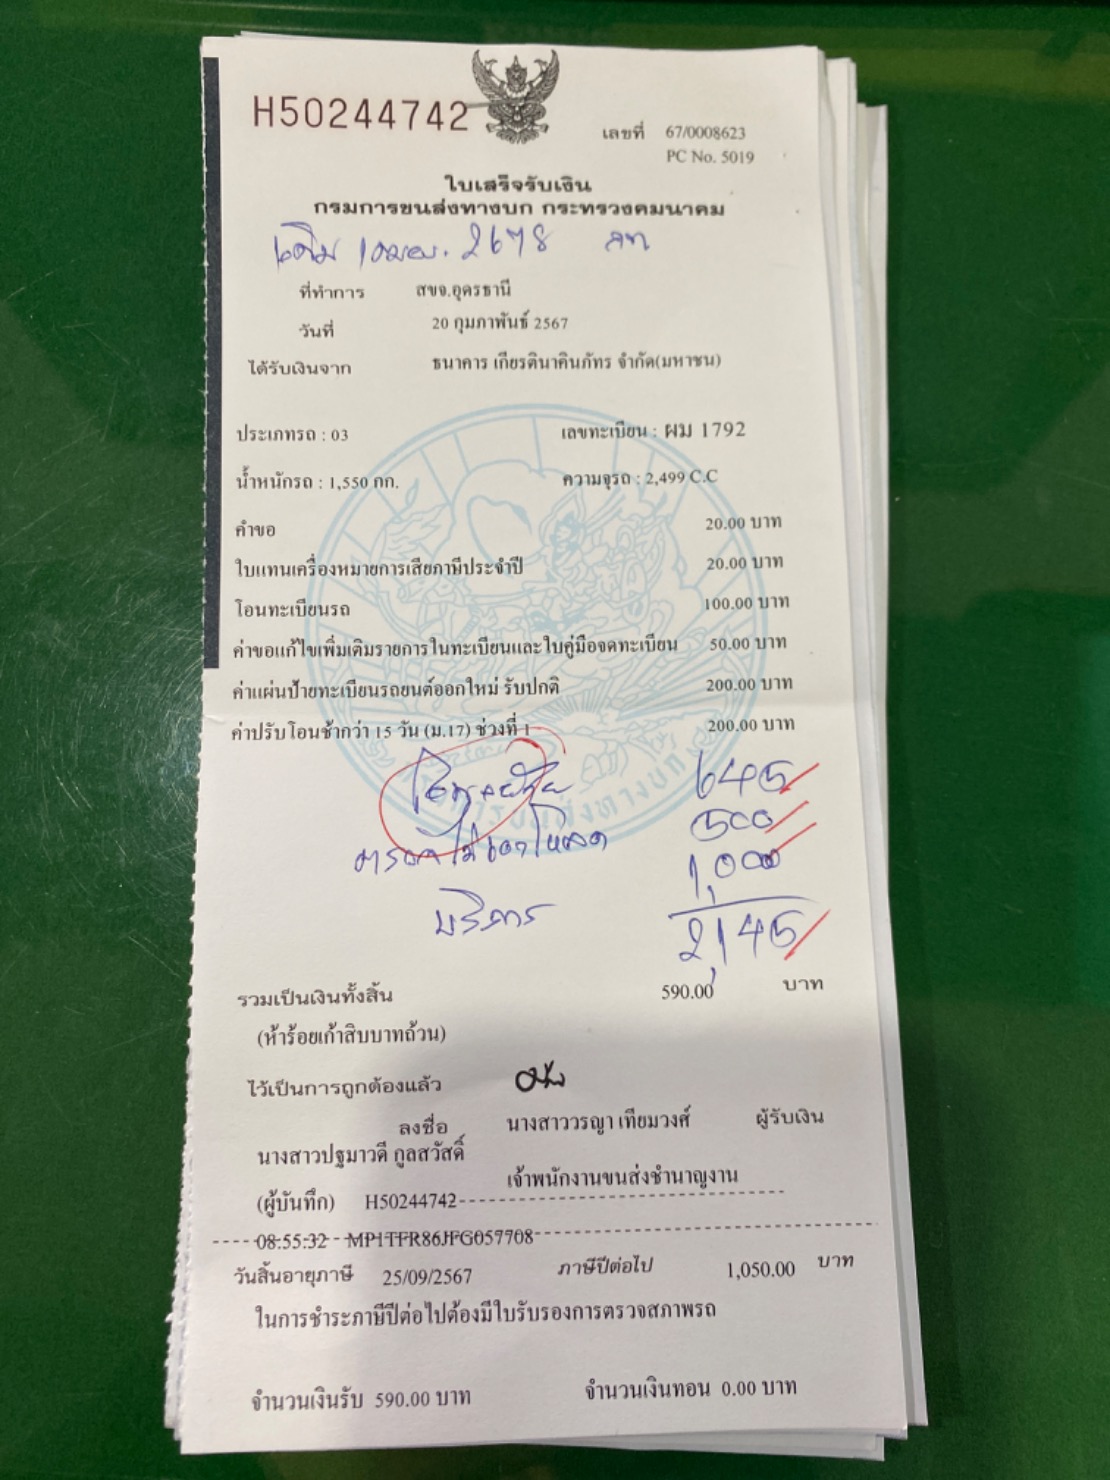 H50244742
เลขที่ 67/0008623
PC No. 5019
ใบเสร็จรับเงิน
กรมการขนส่งทางบก กระทรวงคมนาคม
เดิม 2678
ที่ทำการ สขจ.อุดรธานี
วันที่ 20 กุมภาพันธ์ 2567
ได้รับเงินจาก ธนาคาร เกียรตินาคินภัทร จำกัด(มหาชน)
ประเภทรถ : 03 เลขทะเบียน : ผม 1792
น้ำหนักรถ : 1,550 กก. ความจุรถ : 2,499 C.C
คำขอ 20.00 บาท
ใบแทนเครื่องหมายการเสียภาษีประจำปี 20.00 บาท
โอนทะเบียนรถ 100.00 บาท
ค่าขอแก้ไขเพิ่มเติมรายการในทะเบียนและใบคู่มือจดทะเบียน 50.00 บาท
ค่าแผ่นป้ายทะเบียนรถยนต์ออกใหม่ รับปกติ 200.00 บาท
ค่าปรับโอนช้ากว่า 15 วัน (ม.17) ช่วงที่ 1 200.00 บาท
645
500
1,000
บริการ 2,145
รวมเป็นเงินทั้งสิ้น 590.00 บาท
(ห้าร้อยเก้าสิบบาทถ้วน)
ไว้เป็นการถูกต้องแล้ว
ลงชื่อ นางสาววรญา เทียมวงศ์ ผู้รับเงิน
นางสาวปฐมาวดี กูลสวัสดิ์
เจ้าพนักงานขนส่งชำนาญงาน
(ผู้บันทึก) H50244742
08:55:32 MP1TFR86JFG057708
วันสิ้นอายุภาษี 25/09/2567 ภาษีปีต่อไป 1,050.00 บาท
ในการชำระภาษีปีต่อไปต้องมีใบรับรองการตรวจสภาพรถ
จำนวนเงินรับ 590.00 บาท จำนวนเงินทอน 0.00 บาท